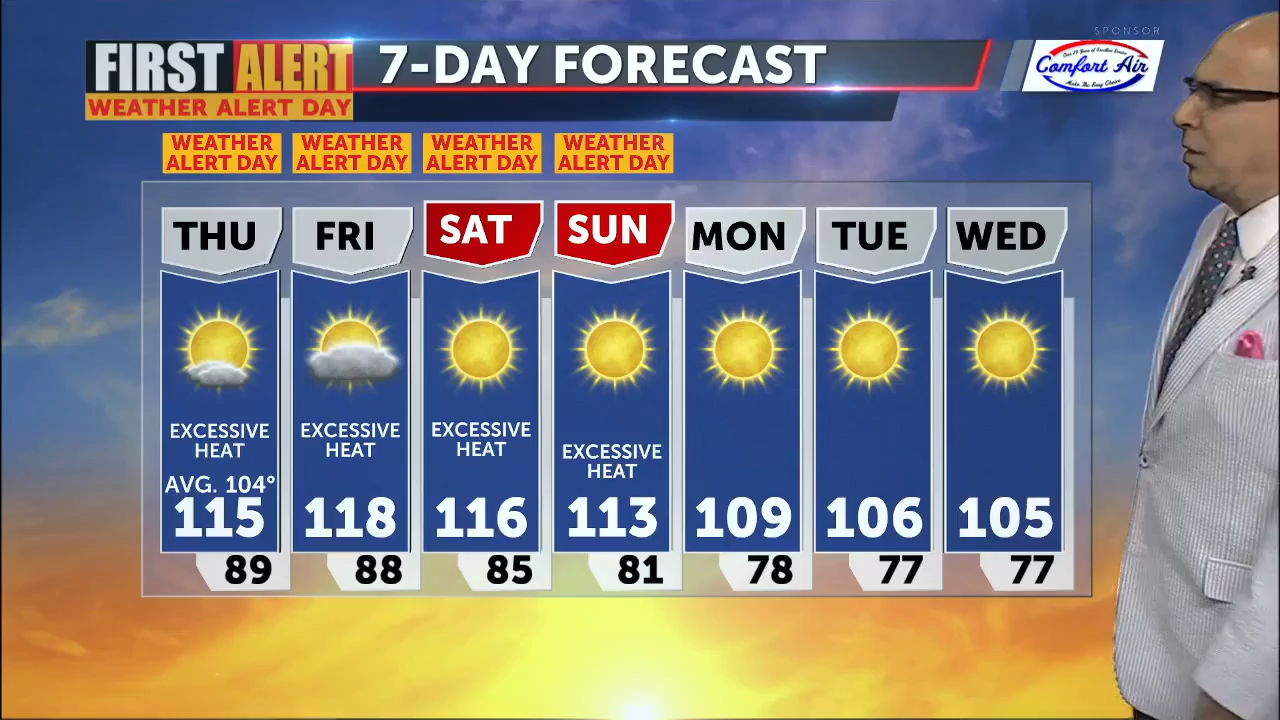 SPONSOR
FIRST ALERT
WEATHER ALERT DAY
7-DAY FORECAST
Comfort Air
WEATHER
ALERT DAY
WEATHER
ALERT DAY
WEATHER
ALERT DAY
WEATHER
ALERT DAY
THU
FRI
SAT
SUN
MON
TUE
WED
EXCESSIVE
HEAT
EXCESSIVE
HEAT
EXCESSIVE
HEAT
EXCESSIVE
HEAT
AVG. 104°
115
118
116
113
109
106
105
89
88
85
81
78
77
77